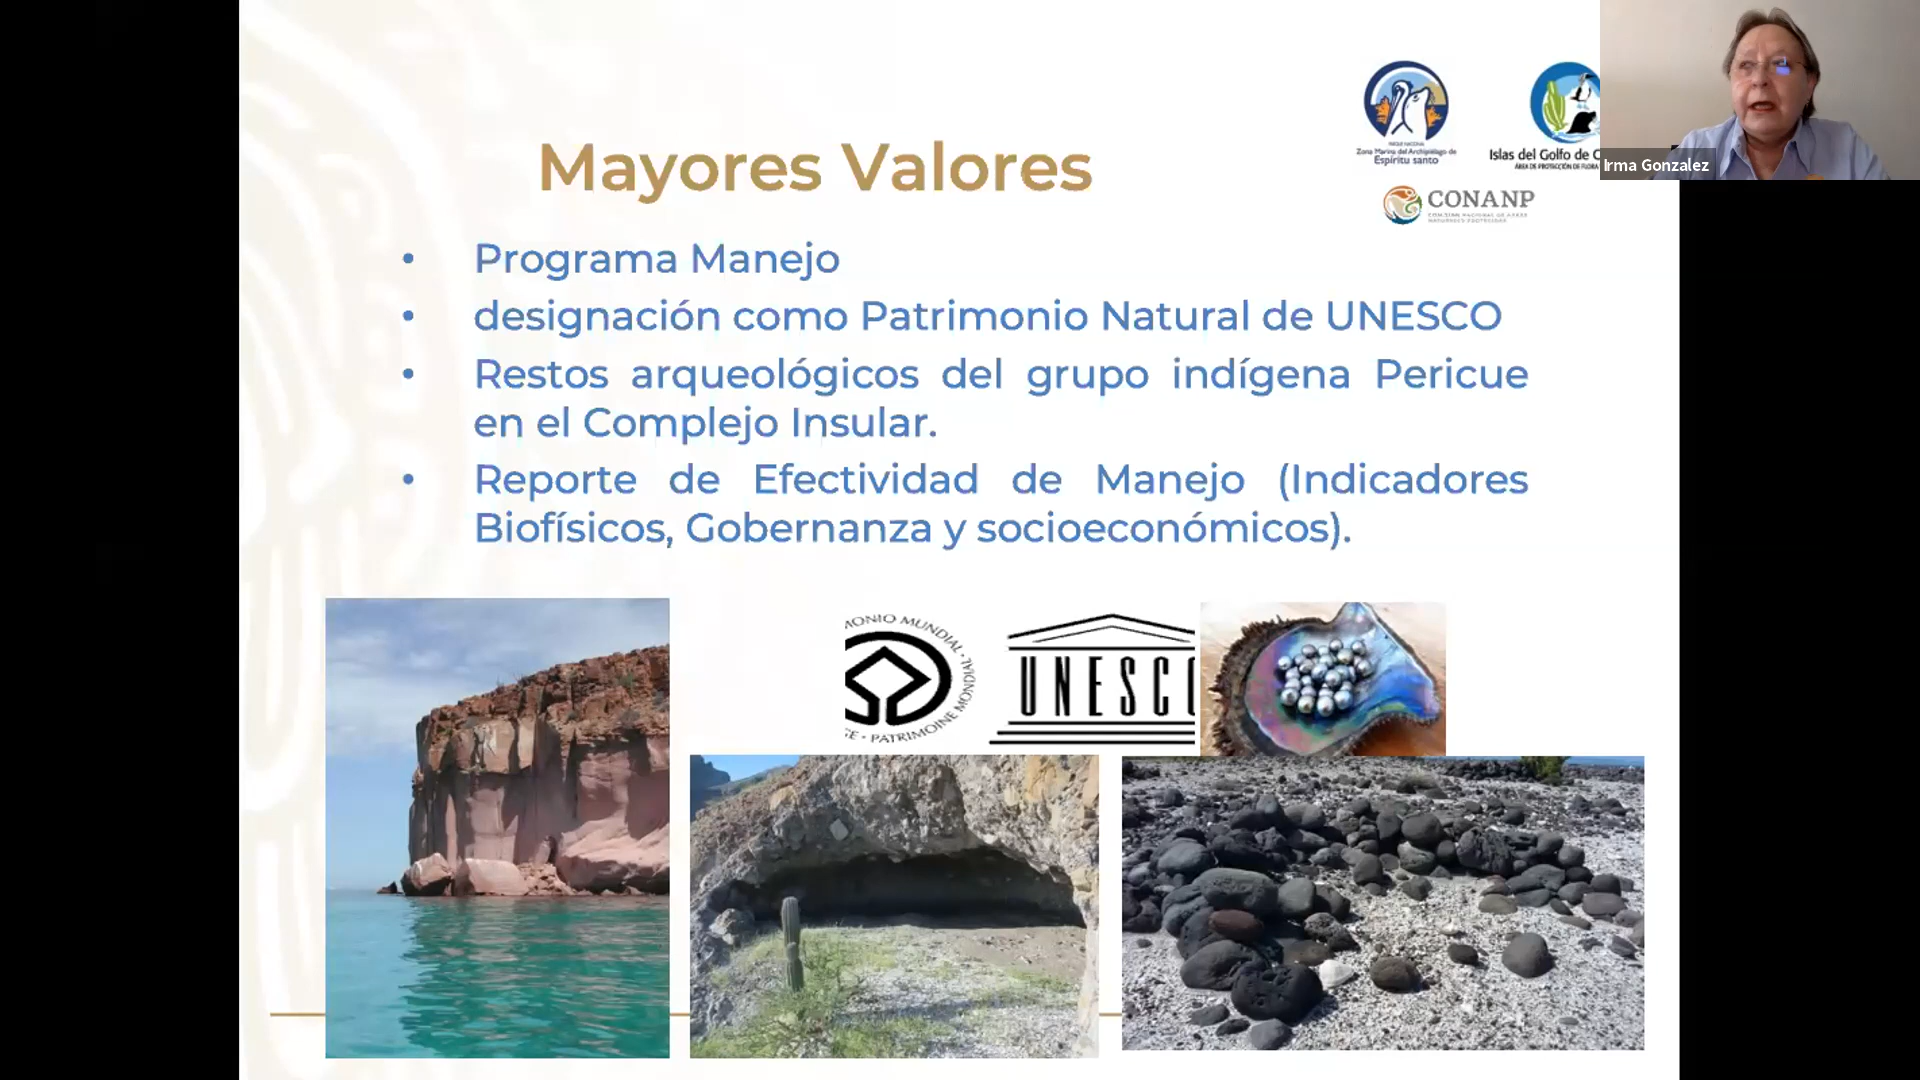 Mayores Valores
PARQUE NACIONAL
Zona Marina del Archipiélago de
Espíritu santo
Islas del Golfo de C
ÁREA DE PROTECCIÓN DE FLORA
CONANP
COMISIÓN NACIONAL DE ÁREAS
NATURALES PROTEGIDAS
Irma Gonzalez
• Programa Manejo
• designación como Patrimonio Natural de UNESCO
• Restos arqueológicos del grupo indígena Pericue
en el Complejo Insular.
• Reporte de Efectividad de Manejo (Indicadores
Biofísicos, Gobernanza y socioeconómicos).
MONIO MUNDIAL •
GE • PATRIMOINE MONDIAL
UNESCO